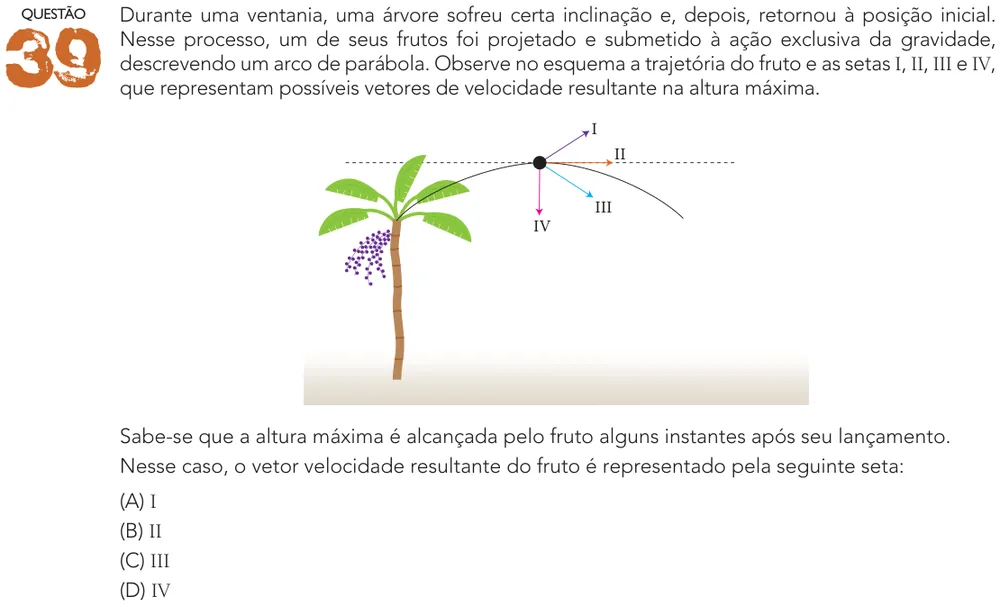 QUESTÃO
39
Durante uma ventania, uma árvore sofreu certa inclinação e, depois, retornou à posição inicial.
Nesse processo, um de seus frutos foi projetado e submetido à ação exclusiva da gravidade,
descrevendo um arco de parábola. Observe no esquema a trajetória do fruto e as setas I, II, III e IV,
que representam possíveis vetores de velocidade resultante na altura máxima.
I
II
III
IV
Sabe-se que a altura máxima é alcançada pelo fruto alguns instantes após seu lançamento.
Nesse caso, o vetor velocidade resultante do fruto é representado pela seguinte seta:
(A) I
(B) II
(C) III
(D) IV